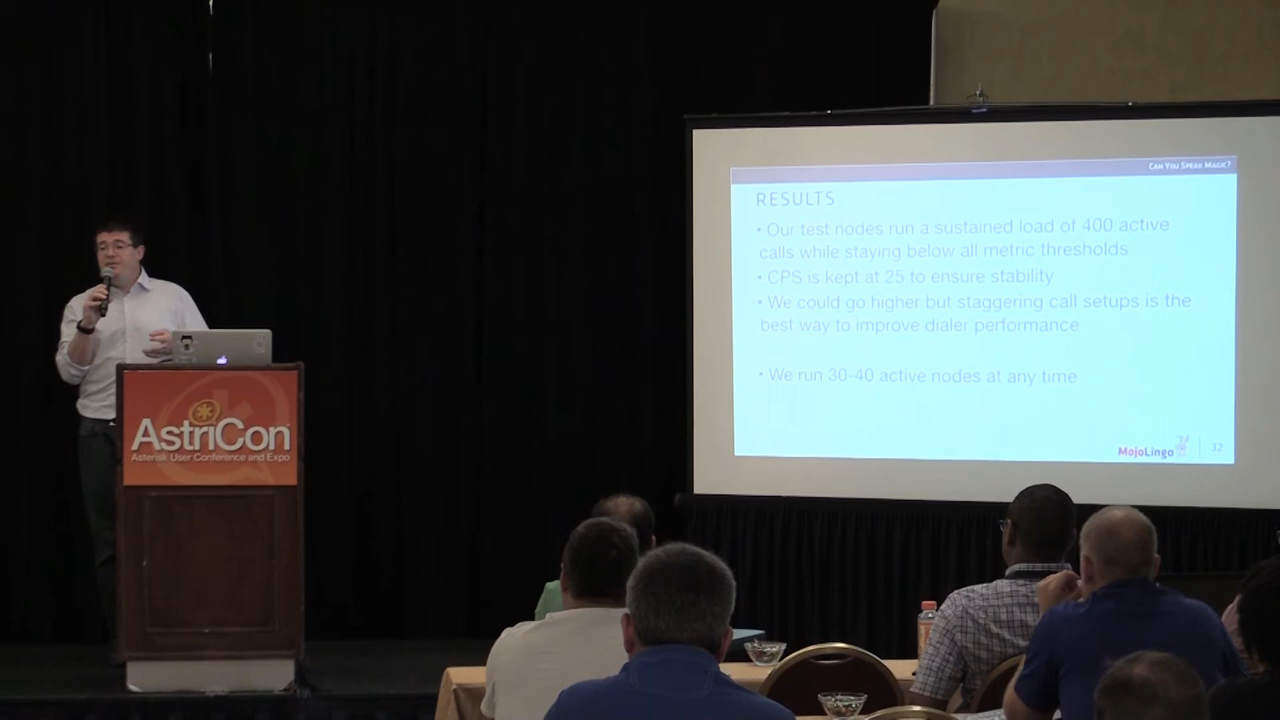 CAN YOU SPEAK MAGIC?
RESULTS
• Our test nodes run a sustained load of 400 active
calls while staying below all metric thresholds
• CPS is kept at 25 to ensure stability
• We could go higher but staggering call setups is the
best way to improve dialer performance
• We run 30-40 active nodes at any time
MojoLingo
32
AstriCon
Asterisk User Conference and Expo